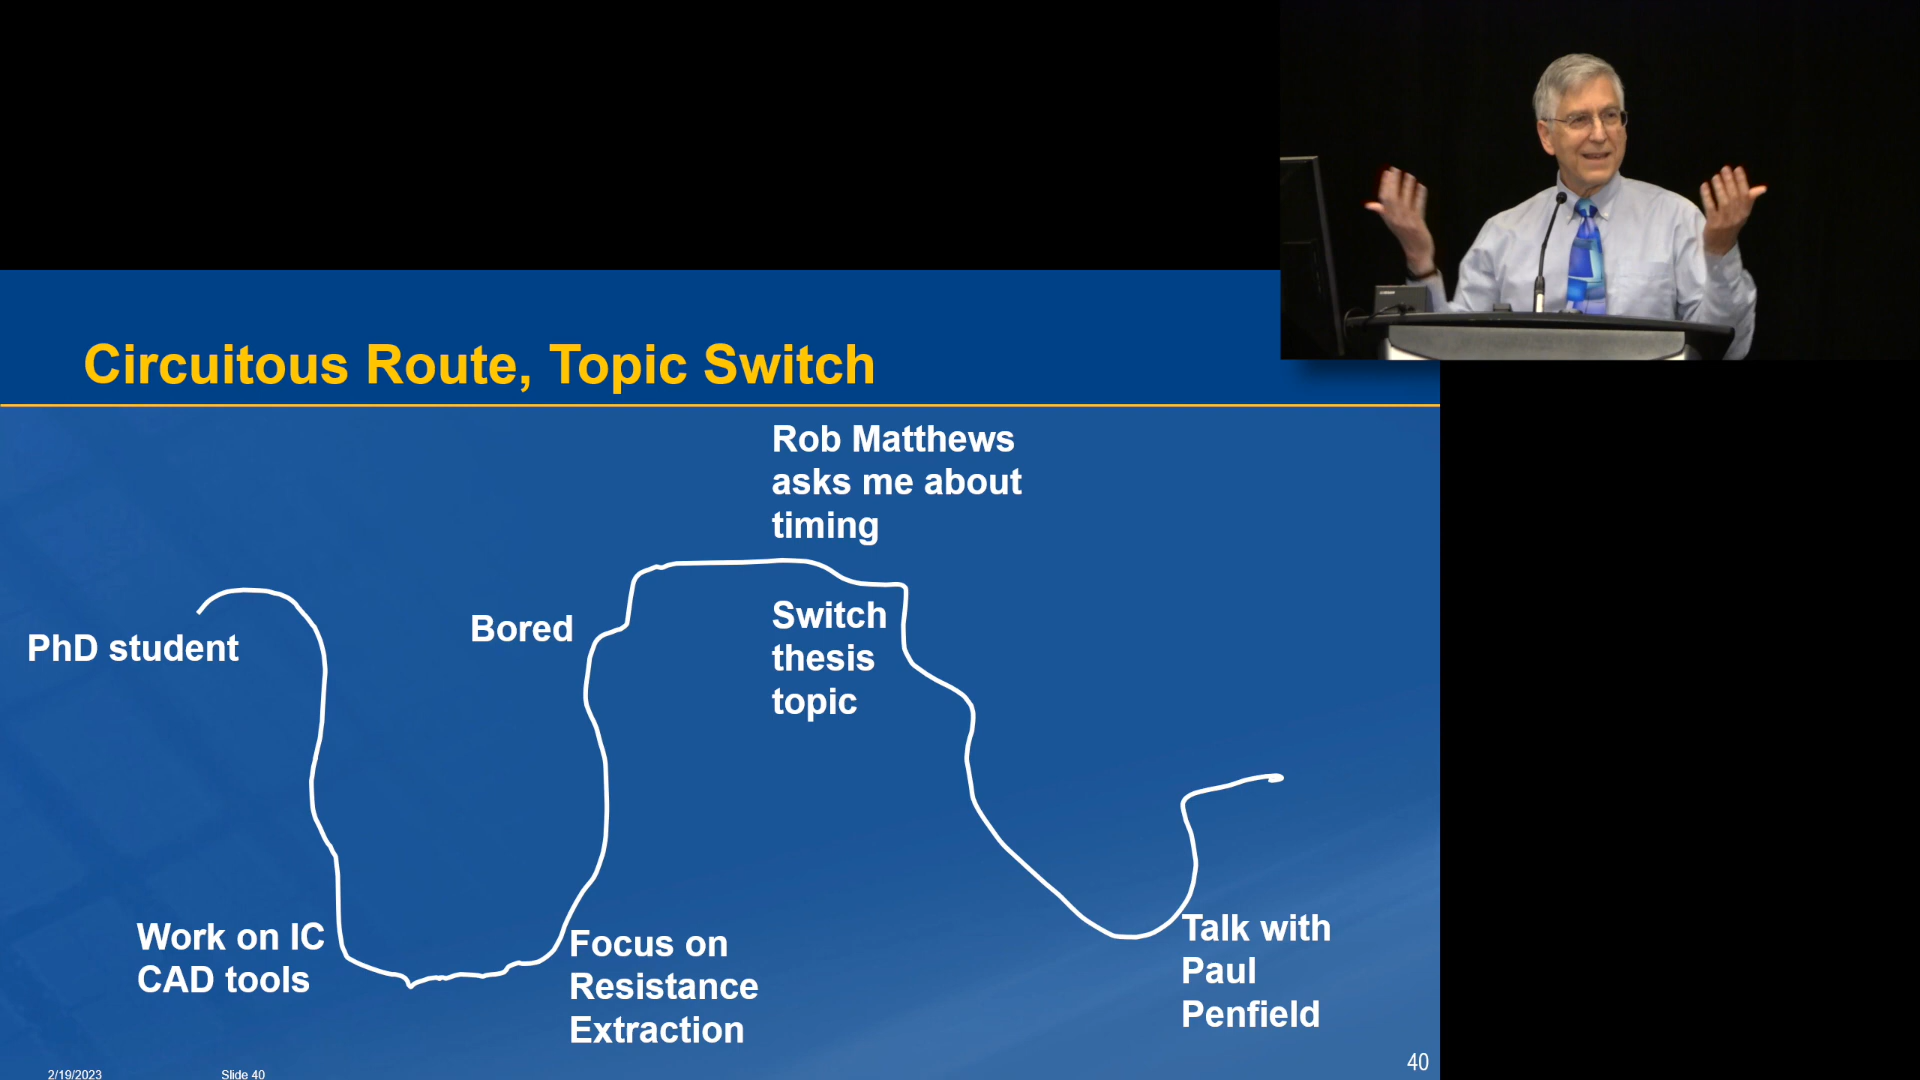 Circuitous Route, Topic Switch
Rob Matthews
asks me about
timing
PhD student
Bored
Switch
thesis
topic
Work on IC
CAD tools
Focus on
Resistance
Extraction
Talk with
Paul
Penfield
2/19/2023
Slide 40
40